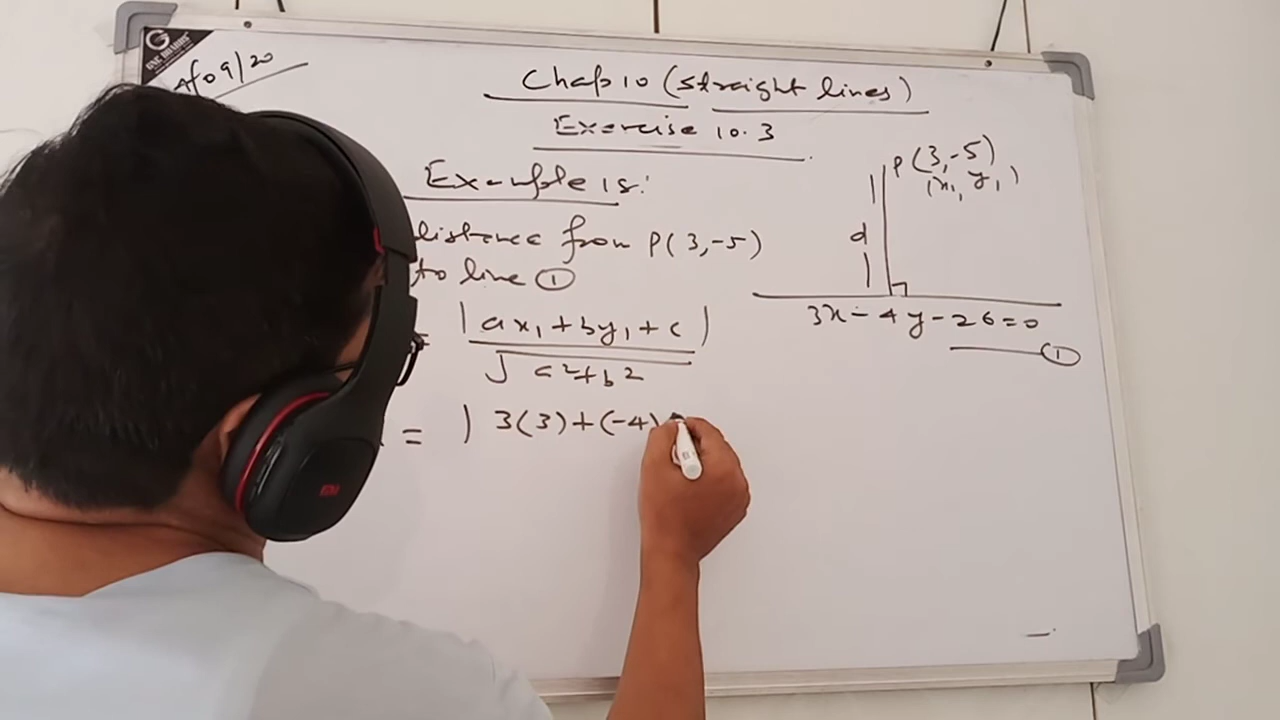 Chap 10 (straight lines)
Exercise 10.3
Example 18:
distance from P(3,-5)
to line ①
= |ax₁+by₁+c|
√a²+b²
= | 3(3)+(-4)
P(3,-5)
(x₁, y₁)
d
3x-4y-26=0
①